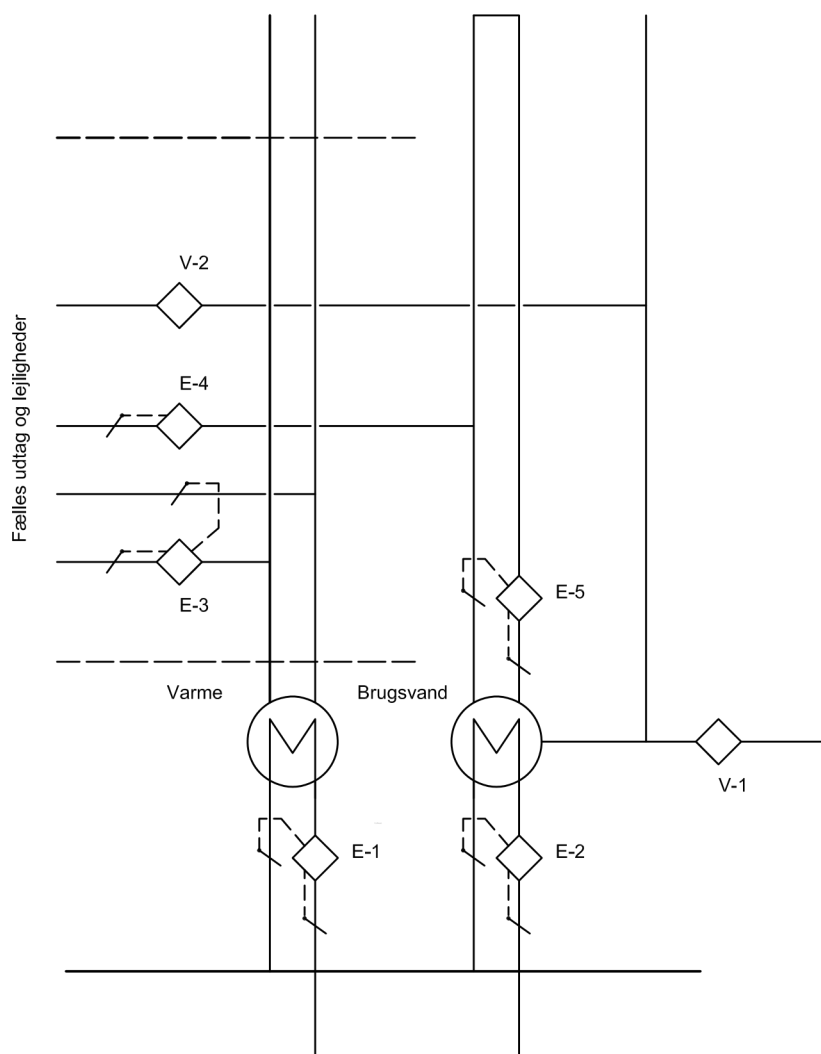 V-2
E-4
Fælles udtag og lejligheder
E-3
E-5
Varme
Brugsvand
V-1
E-1
E-2